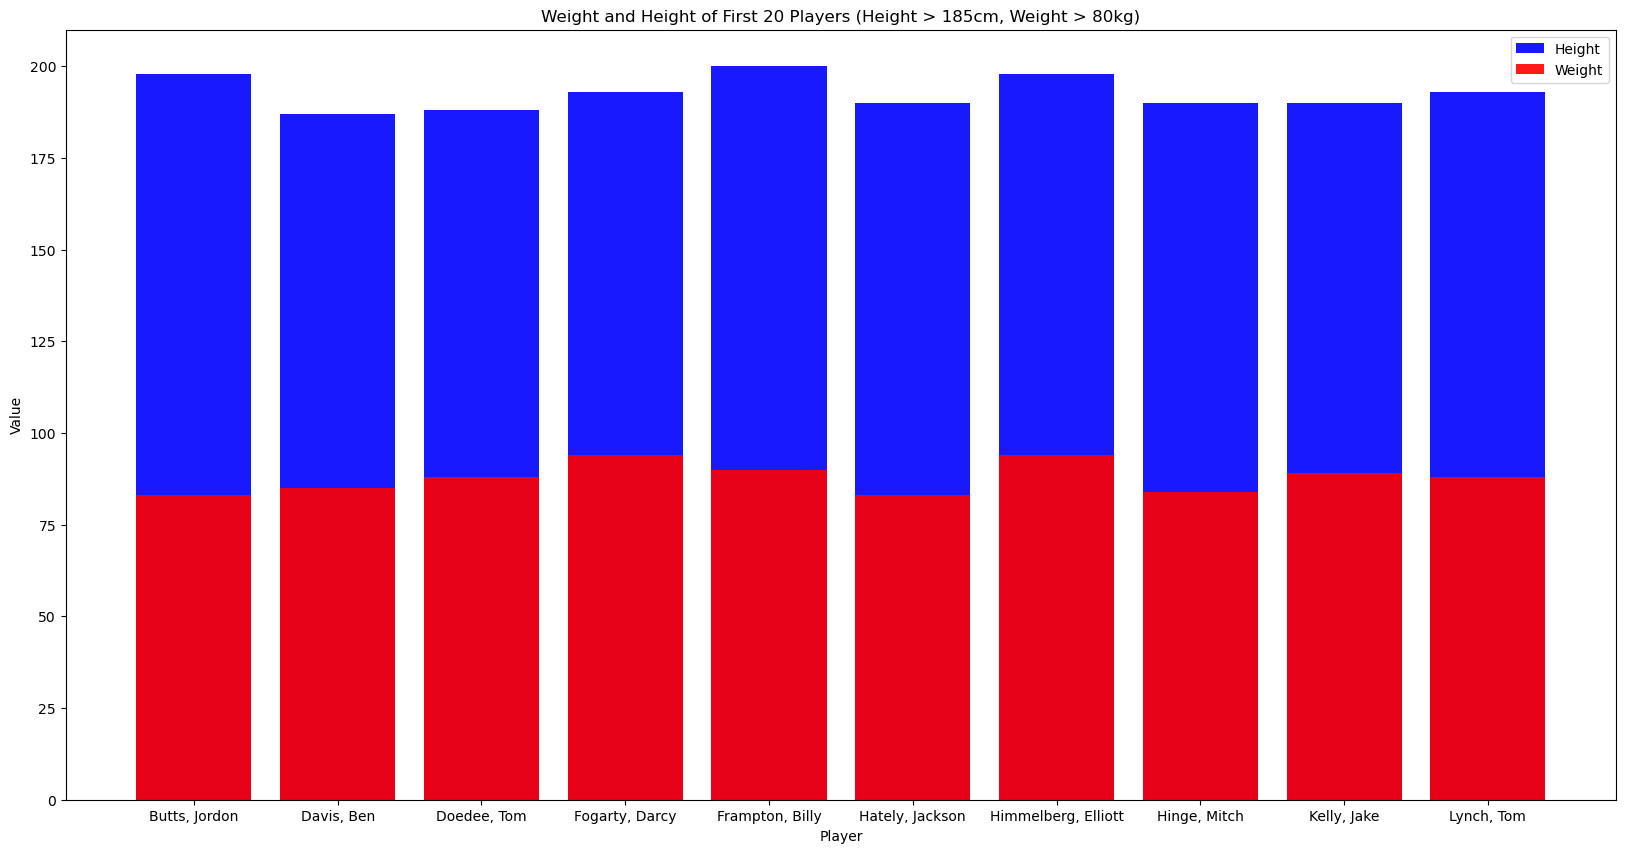 Weight and Height of First 20 Players (Height > 185cm, Weight > 80kg)
Height
Weight
200
175
150
125
100
75
50
25
0
Value
Butts, Jordon
Davis, Ben
Doedee, Tom
Fogarty, Darcy
Frampton, Billy
Hately, Jackson
Himmelberg, Elliott
Hinge, Mitch
Kelly, Jake
Lynch, Tom
Player